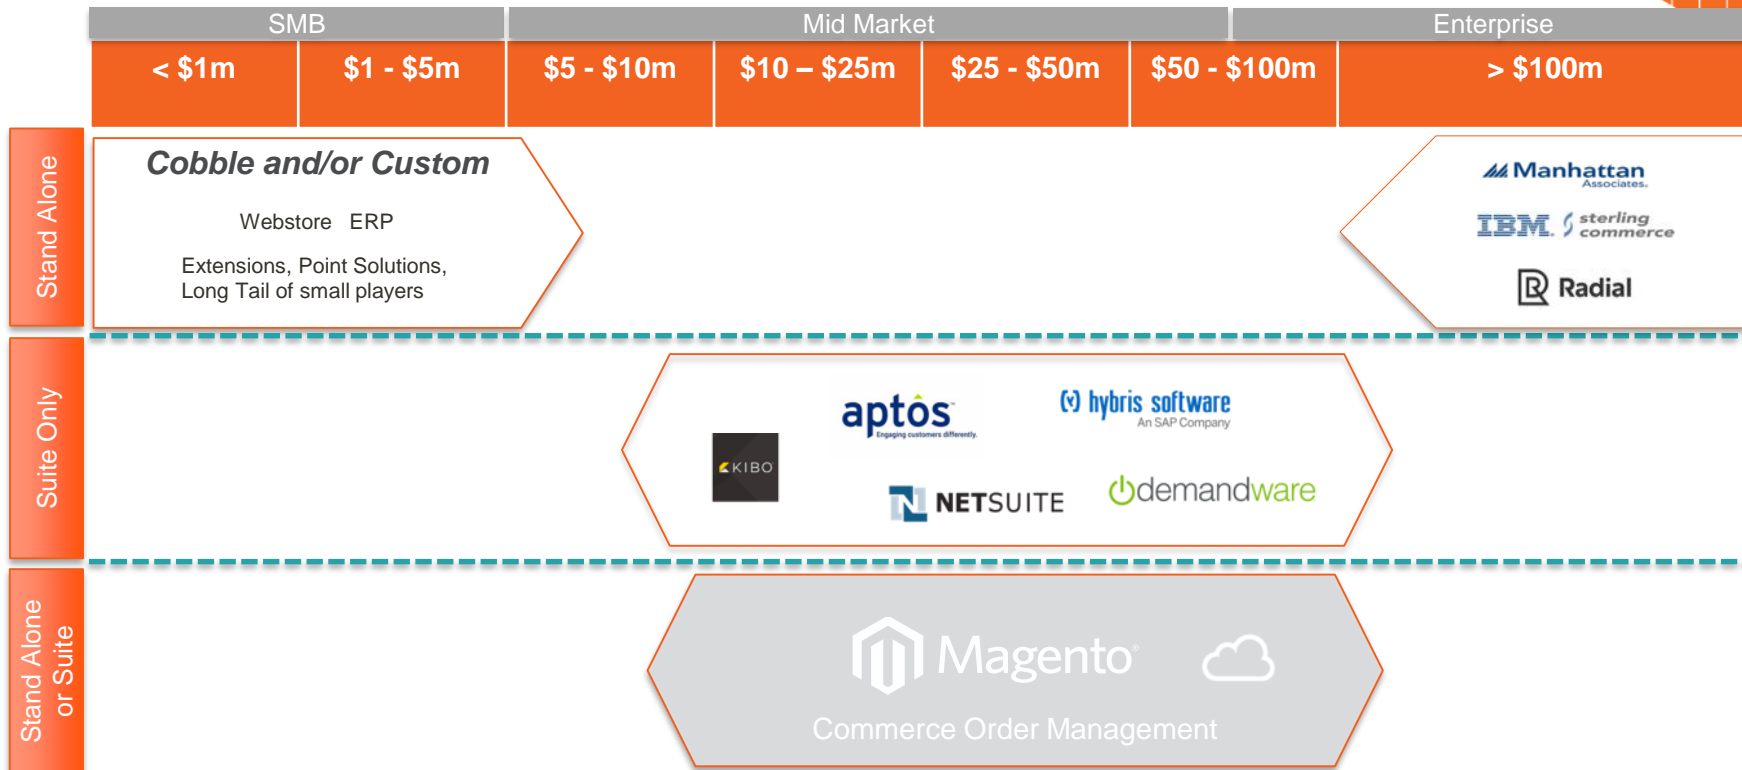 SMB Mid Market Enterprise
< $1m $1 - $5m $5 - $10m $10 – $25m $25 - $50m $50 - $100m > $100m
Stand Alone
Cobble and/or Custom
Webstore ERP
Extensions, Point Solutions,
Long Tail of small players
Manhattan
Associates.
IBM. sterling
commerce
Radial
Suite Only
KIBO
aptos™
Engaging customers differently.
(v) hybris software
An SAP Company
NETSUITE
demandware
Stand Alone
or Suite
Magento®
Commerce Order Management